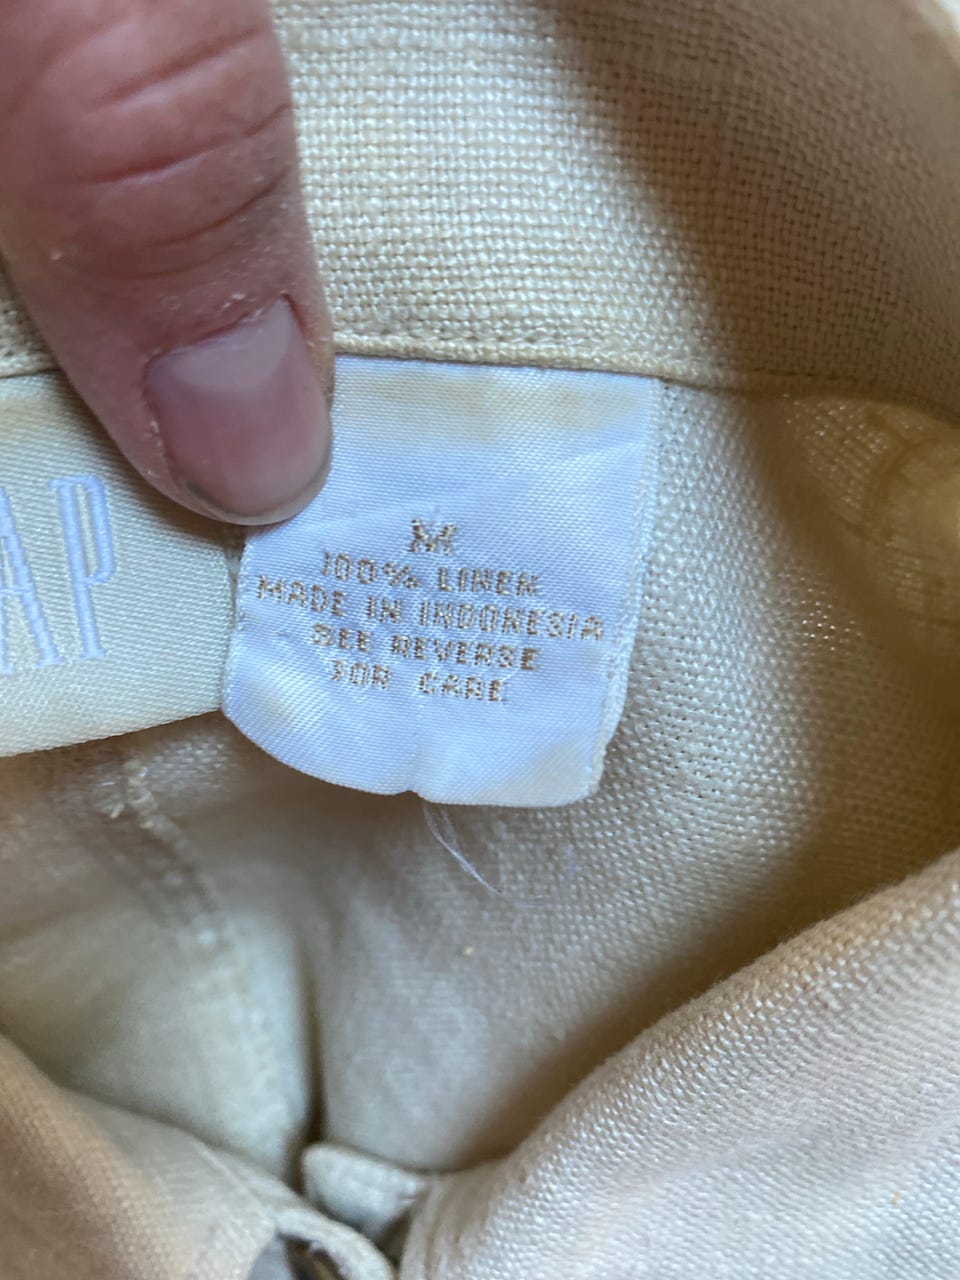 AP
M
100% LINEN
MADE IN INDONESIA
SEE REVERSE
FOR CARE